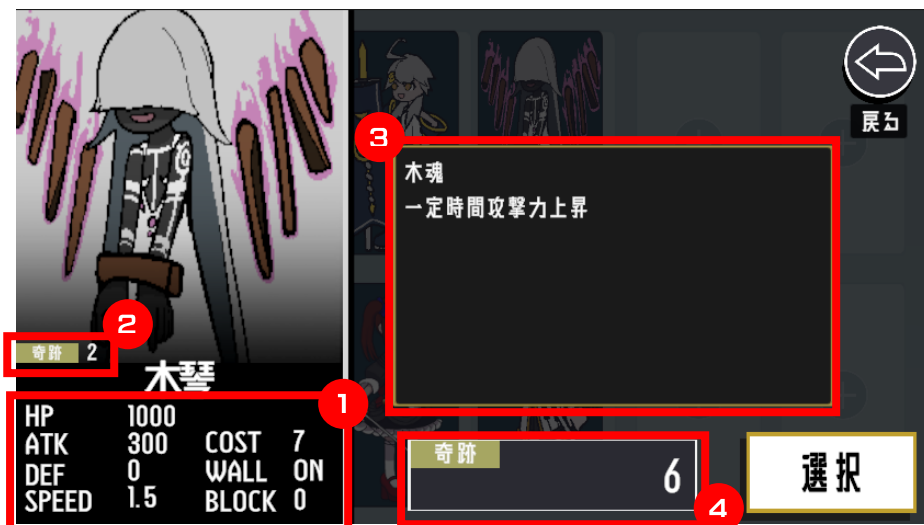 戻る
3
木魂
一定時間攻撃力上昇
2
奇跡 2
木琴
1
HP 1000
ATK 300
DEF 0
SPEED 1.5
COST 7
WALL ON
BLOCK 0
奇跡
6
4
選択